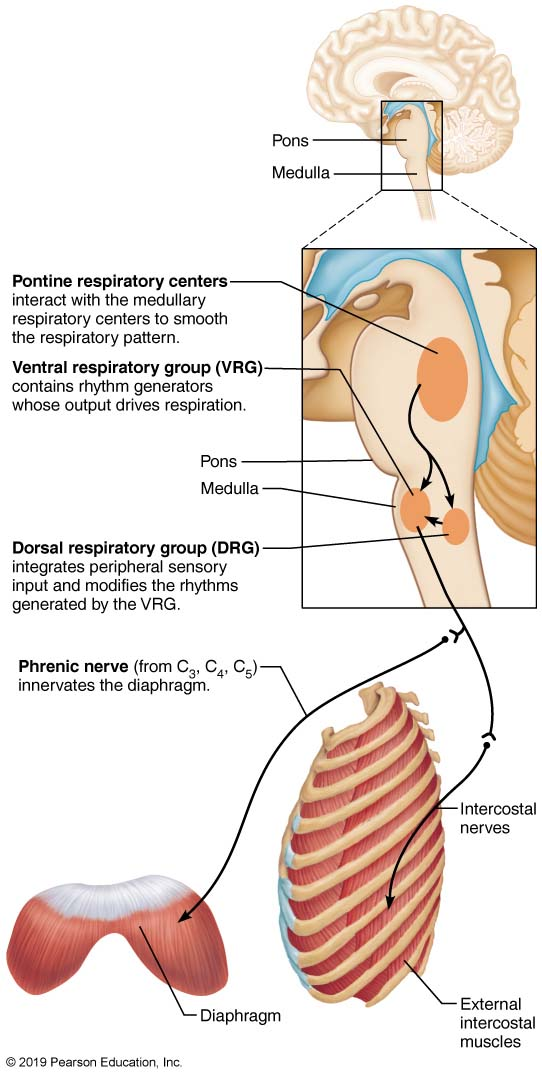 Pons
Medulla
Pontine respiratory centers
interact with the medullary
respiratory centers to smooth
the respiratory pattern.
Ventral respiratory group (VRG)
contains rhythm generators
whose output drives respiration.
Pons
Medulla
Dorsal respiratory group (DRG)
integrates peripheral sensory
input and modifies the rhythms
generated by the VRG.
Phrenic nerve (from C₃, C₄, C₅)
innervates the diaphragm.
Intercostal
nerves
Diaphragm
External
intercostal
muscles
© 2019 Pearson Education, Inc.